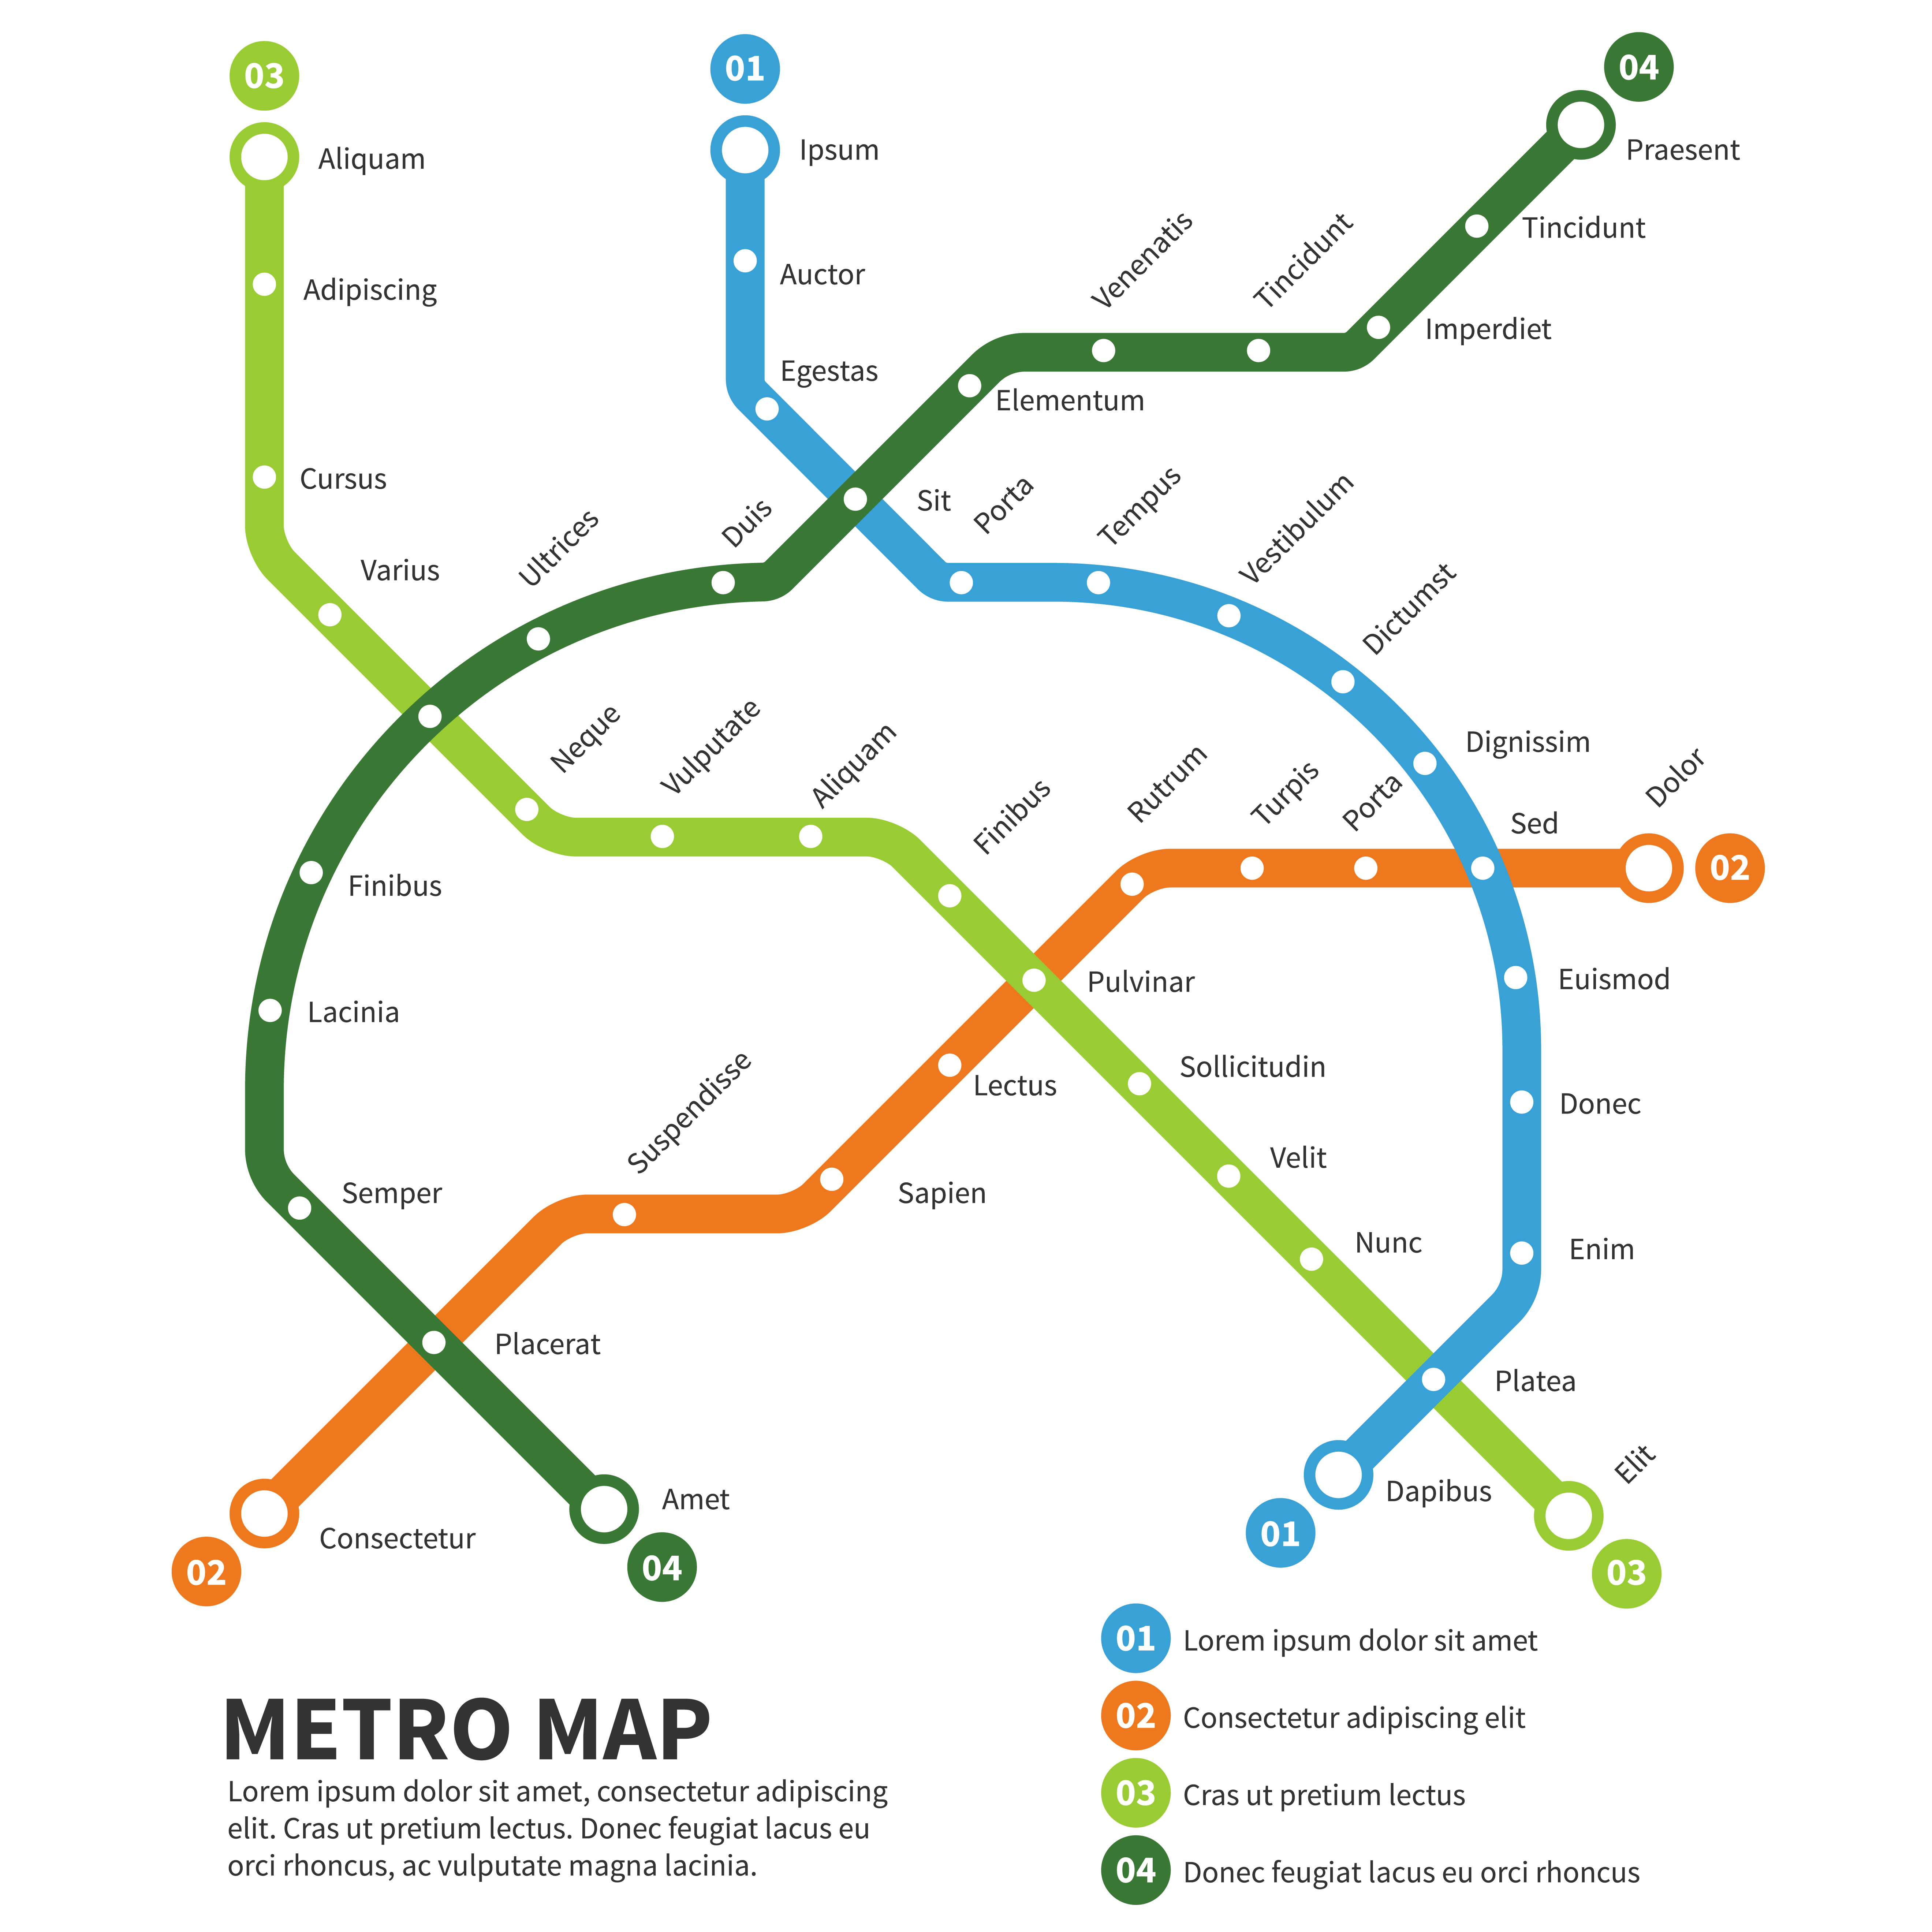 03
01
04
Aliquam
Ipsum
Praesent
Tincidunt
Venenatis
Tincidunt
Auctor
Adipiscing
Imperdiet
Egestas
Elementum
Cursus
Sit
Porta
Tempus
Vestibulum
Duis
Ultrices
Varius
Dictumst
Neque
Vulputate
Aliquam
Finibus
Rutrum
Turpis
Porta
Dignissim
Dolor
Sed
02
Finibus
Pulvinar
Euismod
Lacinia
Sollicitudin
Lectus
Donec
Suspendisse
Velit
Semper
Sapien
Nunc
Enim
Placerat
Platea
Elit
Amet
Dapibus
Consectetur
01
02
04
03
01 Lorem ipsum dolor sit amet
02 Consectetur adipiscing elit
03 Cras ut pretium lectus
04 Donec feugiat lacus eu orci rhoncus
METRO MAP
Lorem ipsum dolor sit amet, consectetur adipiscing
elit. Cras ut pretium lectus. Donec feugiat lacus eu
orci rhoncus, ac vulputate magna lacinia.